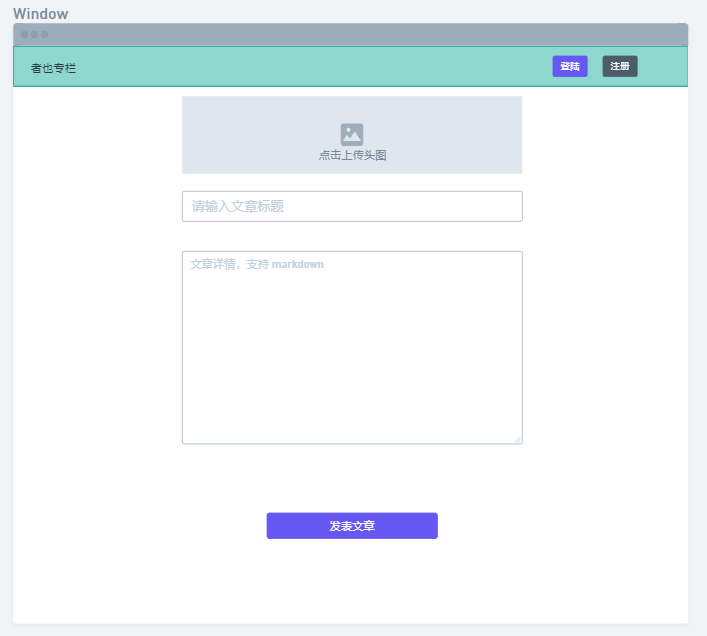 Window
者也专栏
登陆
注册
点击上传头图
请输入文章标题
文章详情，支持 markdown
发表文章